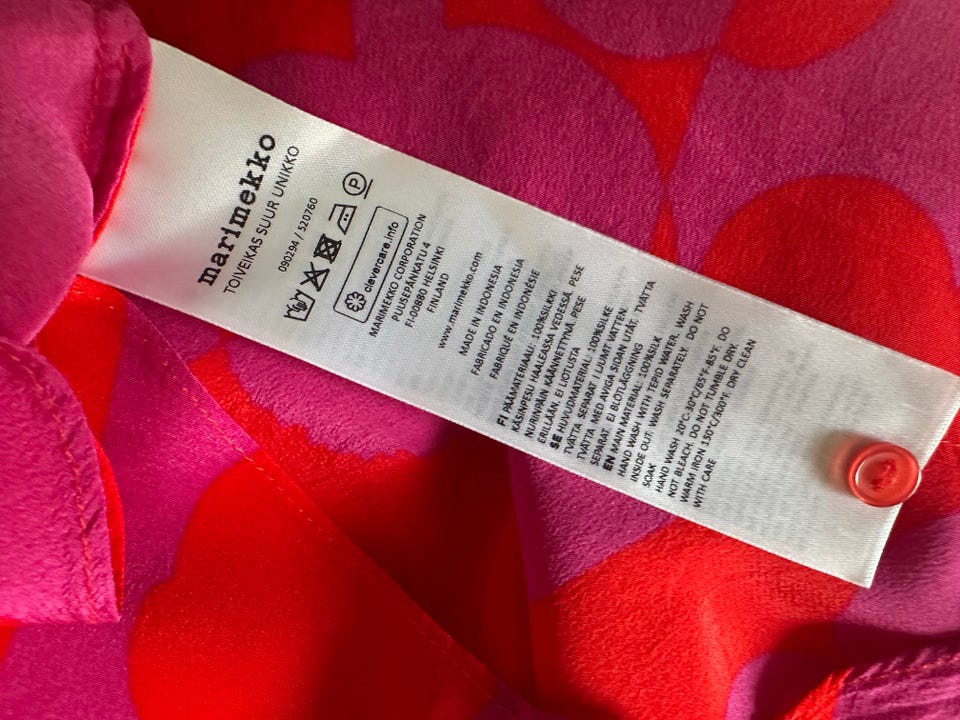 marimekko
TOIVEIKAS SUUR UNIKKO
090294 / 520760
P
clevercare.info
MARIMEKKO CORPORATION
PUUSEPÄNKATU 4
FI-00880 HELSINKI
FINLAND
www.marimekko.com
MADE IN INDONESIA
FABRICADO EN INDONESIA
FABRIQUÉ EN INDONÉSIE
FI PÄÄMATERIAALI: 100%SILKKI
KÄSINPESU HAALEASSA VEDESSÄ. PESE
NURINPÄIN KÄÄNNETTYNÄ. PESE
ERILLÄÄN. EI LIOTUSTA
SE HUVUDMATERIAL: 100%SILKE
TVÄTTA SEPARAT I LJUMT VATTEN.
TVÄTTA MED AVIGA SIDAN UTÅT. TVÄTTA
SEPARAT. EJ BLÖTLÄGGNING
EN MAIN MATERIAL: 100%SILK
HAND WASH WITH TEPID WATER. WASH
INSIDE OUT. WASH SEPARATELY. DO NOT
SOAK
HAND WASH 20°C-30°C/65°F-85°F. DO
NOT BLEACH. DO NOT TUMBLE DRY.
WARM IRON 150°C/300°F. DRY CLEAN
WITH CARE